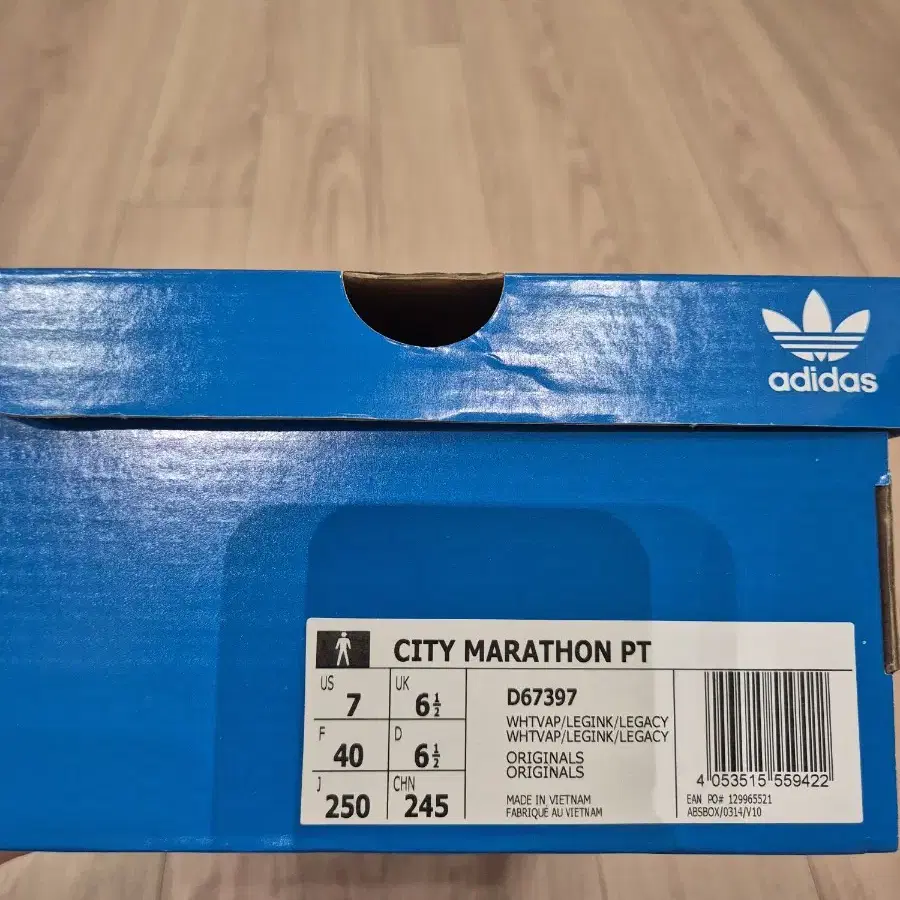 adidas
CITY MARATHON PT
US 7 UK 6½
F 40 D 6½
J 250 CHN 245
D67397
WHTVAP/LEGINK/LEGACY
WHTVAP/LEGINK/LEGACY
ORIGINALS
ORIGINALS
MADE IN VIETNAM
FABRIQUÉ AU VIETNAM
4 053515 559422
EAN PO# 129965521
ABSBOX/0314/V10